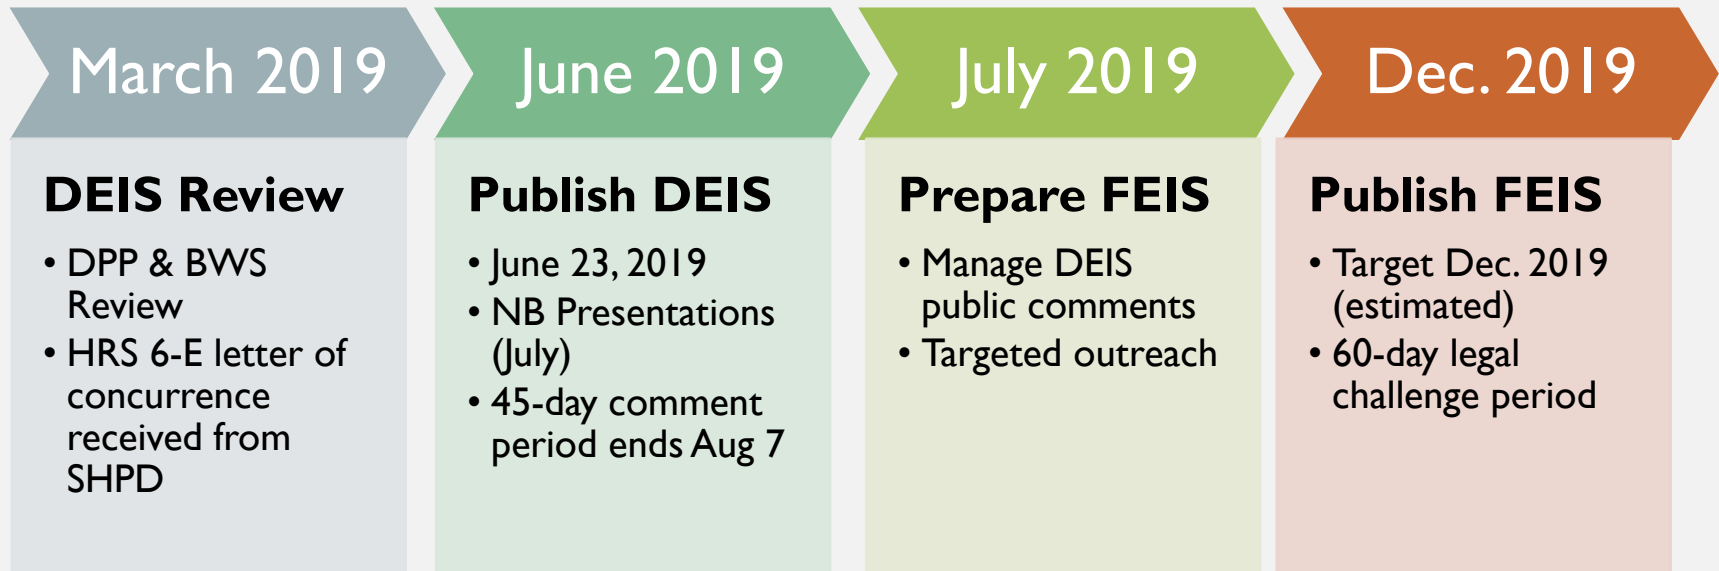 March 2019
DEIS Review
• DPP & BWS
Review
• HRS 6-E letter of
concurrence
received from
SHPD
June 2019
Publish DEIS
• June 23, 2019
• NB Presentations
(July)
• 45-day comment
period ends Aug 7
July 2019
Prepare FEIS
• Manage DEIS
public comments
• Targeted outreach
Dec. 2019
Publish FEIS
• Target Dec. 2019
(estimated)
• 60-day legal
challenge period